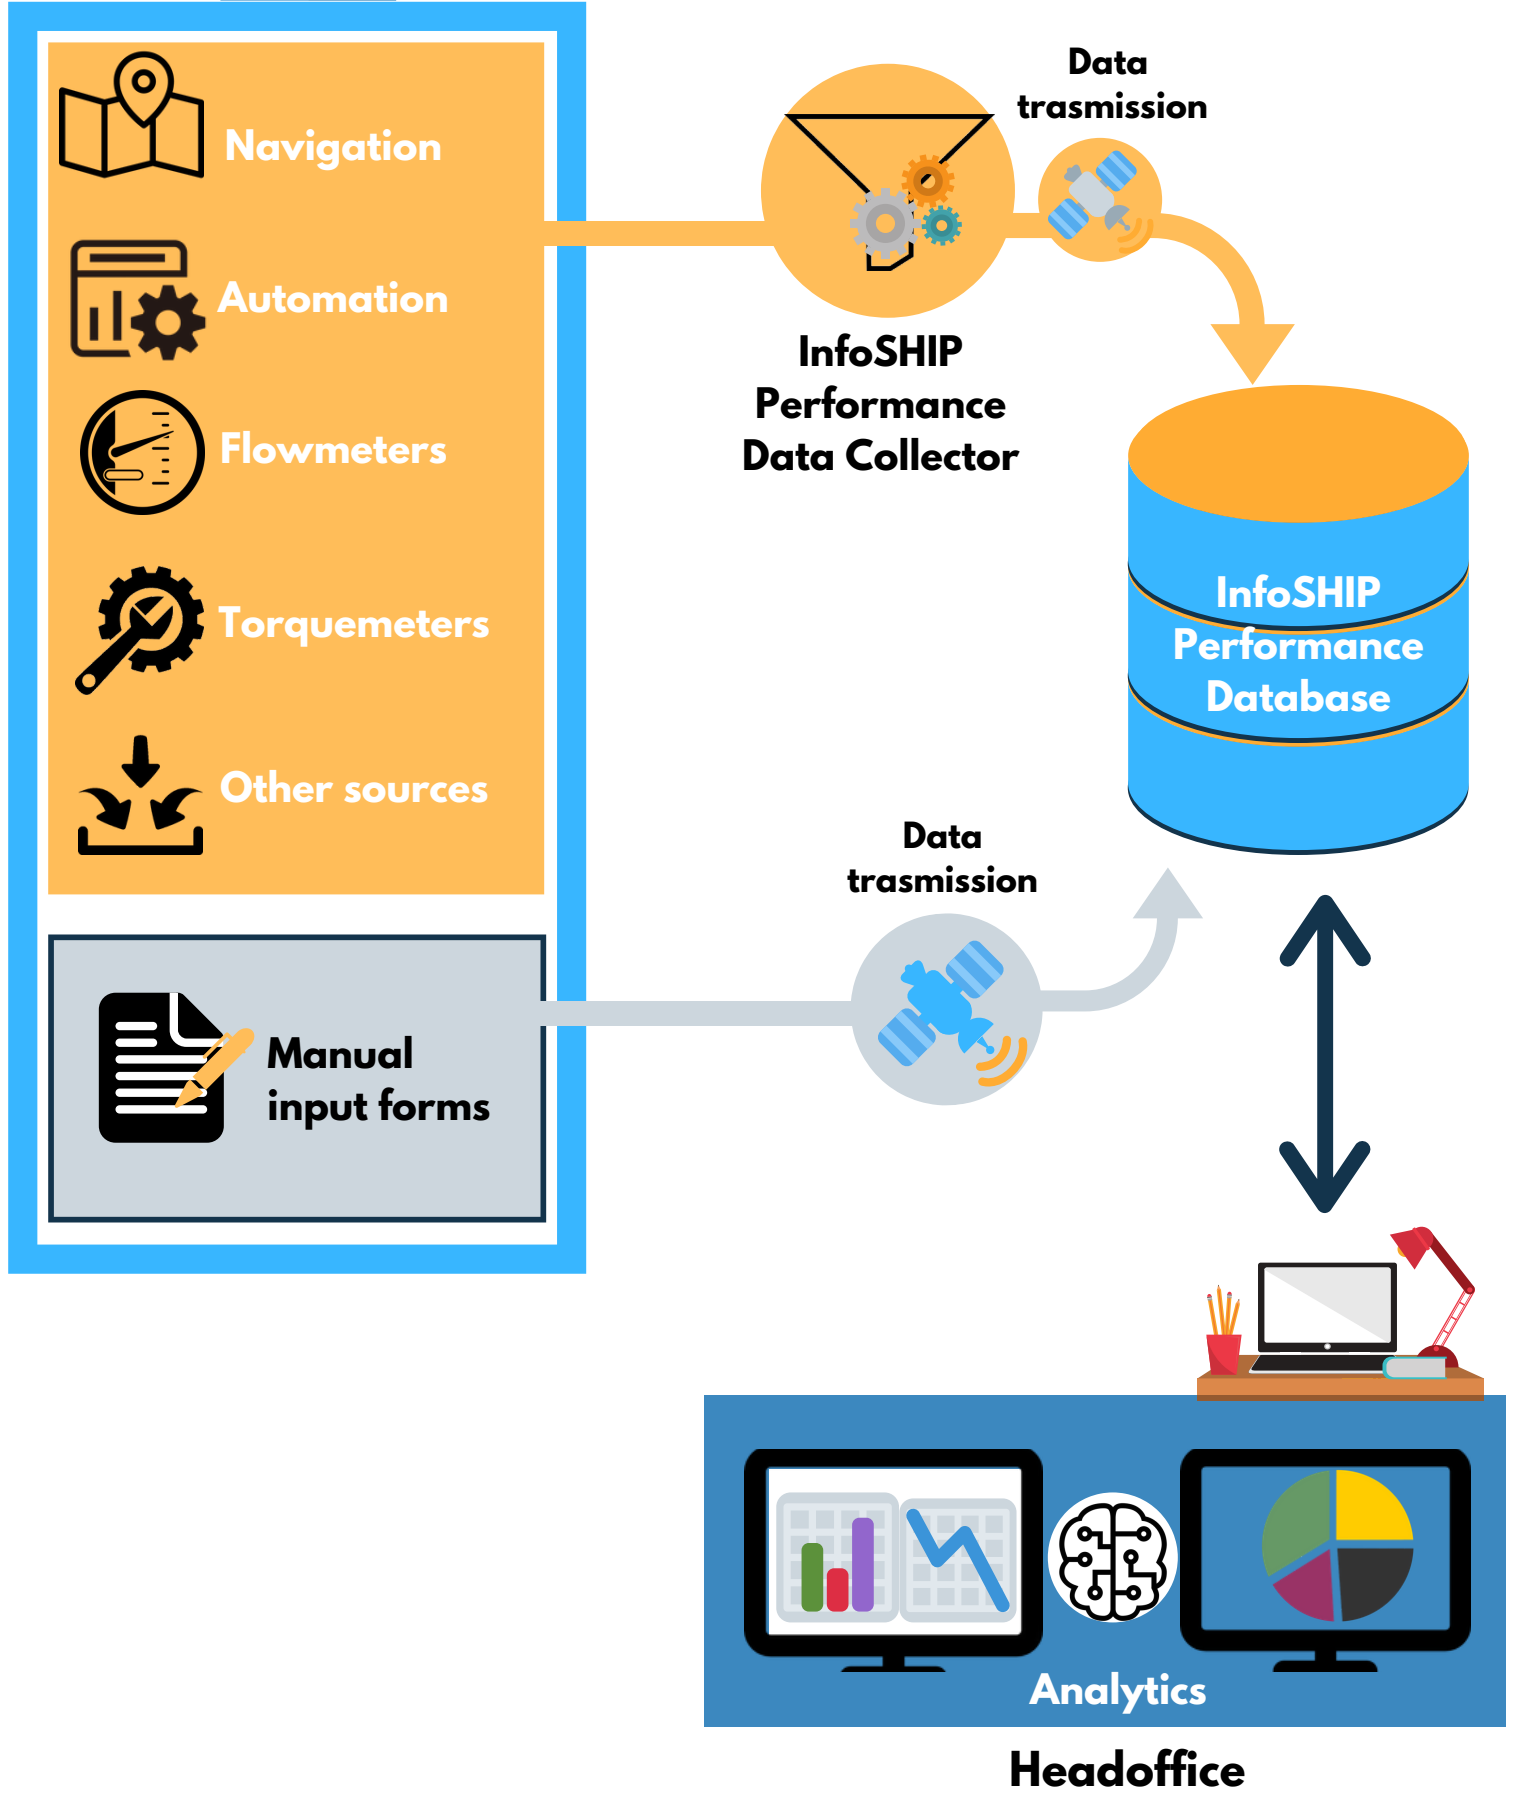 Navigation
Automation
Flowmeters
Torquemeters
Other sources
Manual
input forms
InfoSHIP
Performance
Data Collector
Data
trasmission
InfoSHIP
Performance
Database
Data
trasmission
Analytics
Headoffice